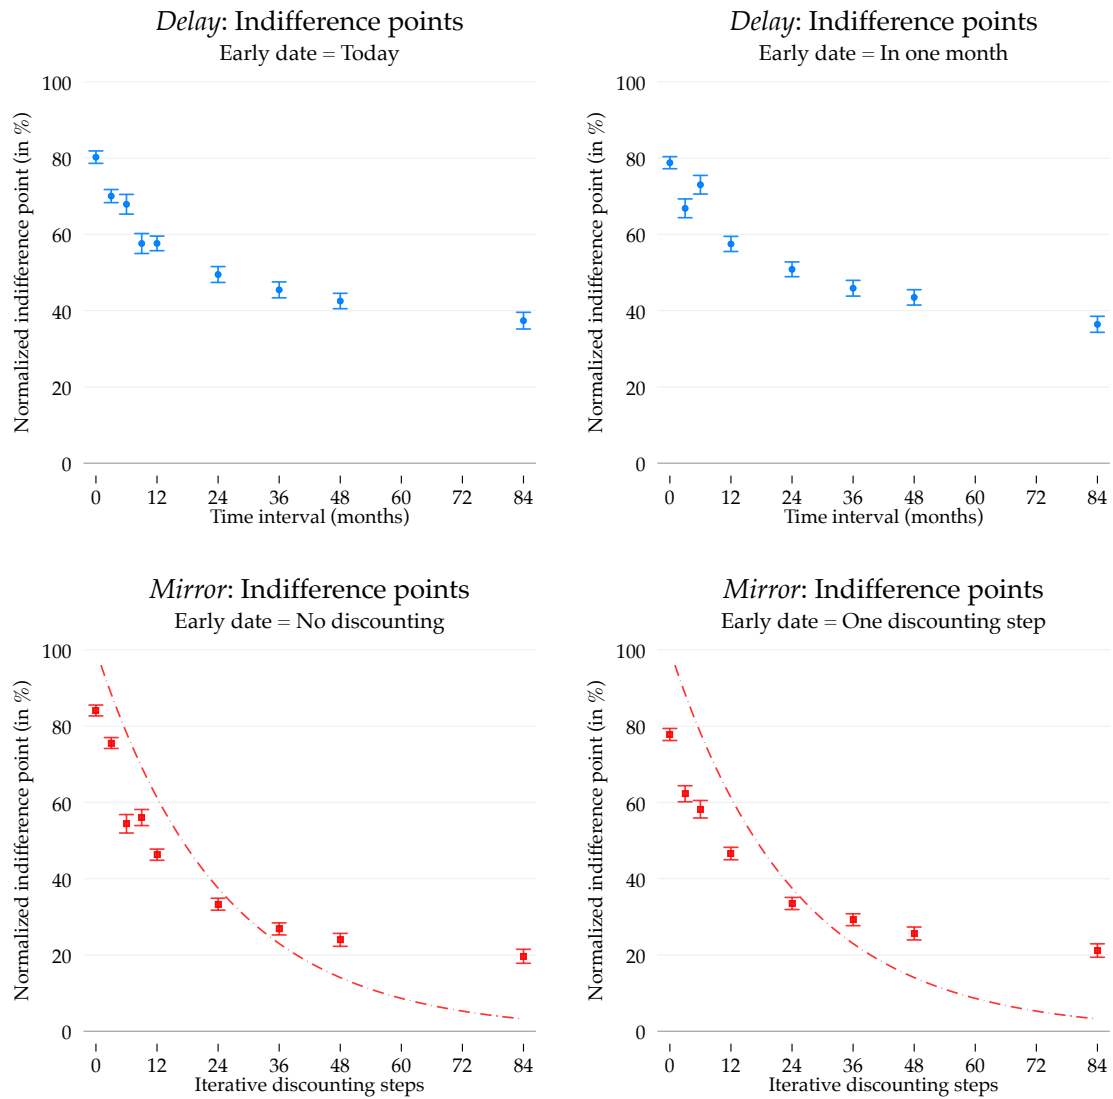 Delay: Indifference points
Early date = Today
Normalized indifference point (in %)
100
80
60
40
20
0
0 12 24 36 48 60 72 84
Time interval (months)
Delay: Indifference points
Early date = In one month
Normalized indifference point (in %)
100
80
60
40
20
0
0 12 24 36 48 60 72 84
Time interval (months)
Mirror: Indifference points
Early date = No discounting
Normalized indifference point (in %)
100
80
60
40
20
0
0 12 24 36 48 60 72 84
Iterative discounting steps
Mirror: Indifference points
Early date = One discounting step
Normalized indifference point (in %)
100
80
60
40
20
0
0 12 24 36 48 60 72 84
Iterative discounting steps